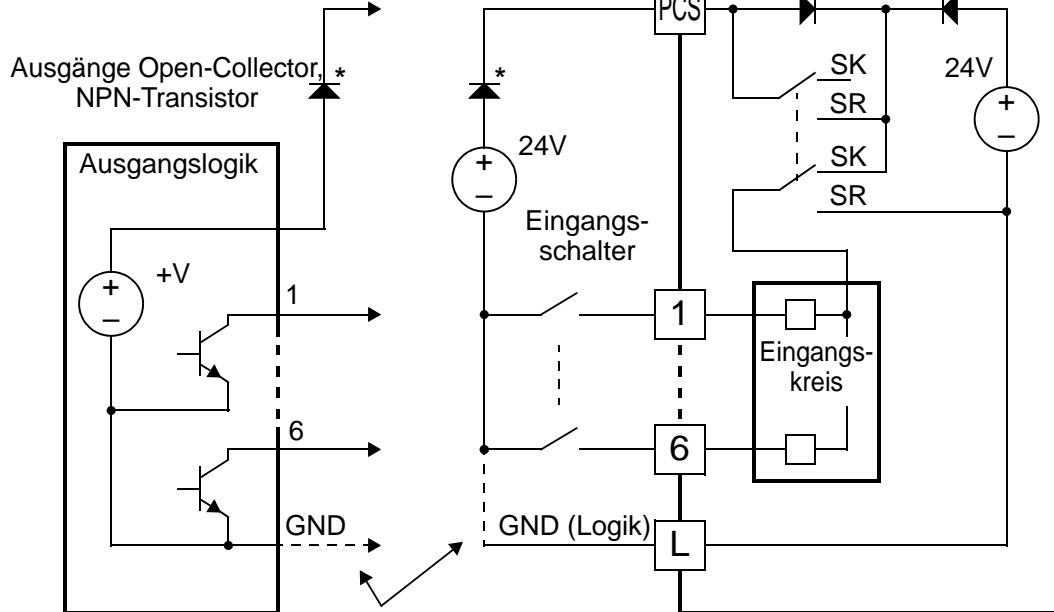 PCS
Ausgänge Open-Collector, *
NPN-Transistor
*
SK
24V
SR
+
–
Ausgangslogik
24V
+
–
SK
SR
Eingangs-
schalter
+V
+
–
1
1
Eingangs-
kreis
6
6
GND
GND (Logik)
L